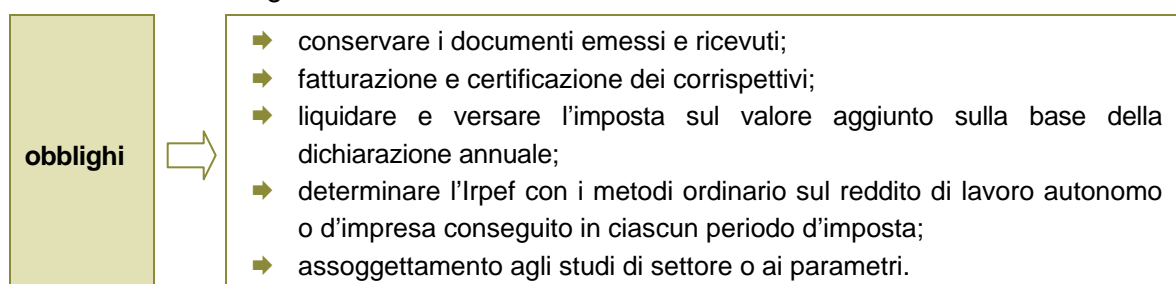 obblighi
conservare i documenti emessi e ricevuti;
fatturazione e certificazione dei corrispettivi;
liquidare e versare l'imposta sul valore aggiunto sulla base della
dichiarazione annuale;
determinare l'Irpef con i metodi ordinario sul reddito di lavoro autonomo
o d'impresa conseguito in ciascun periodo d'imposta;
assoggettamento agli studi di settore o ai parametri.